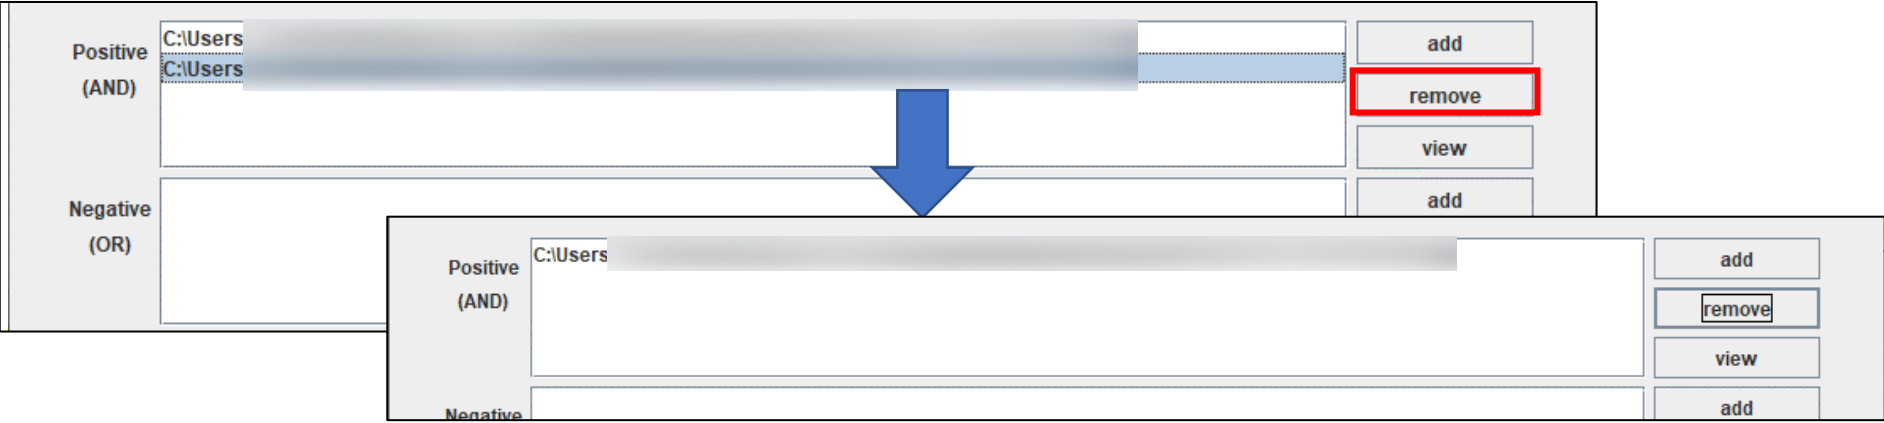 Positive
(AND)
C:\Users
C:\Users
add
remove
view
Negative
(OR)
add
Positive
(AND)
C:\Users
add
remove
view
Negative
add